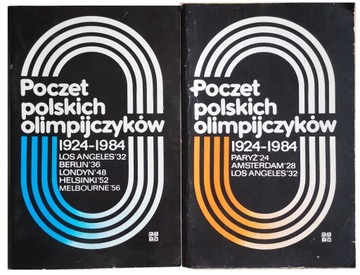 Poczet
polskich
olimpijczyków
1924-1984
LOS ANGELES'32
BERLIN'36
LONDYN'48
HELSINKI'52
MELBOURNE'56
Poczet
polskich
olimpijczyków
1924-1984
PARYŻ'24
AMSTERDAM'28
LOS ANGELES'32